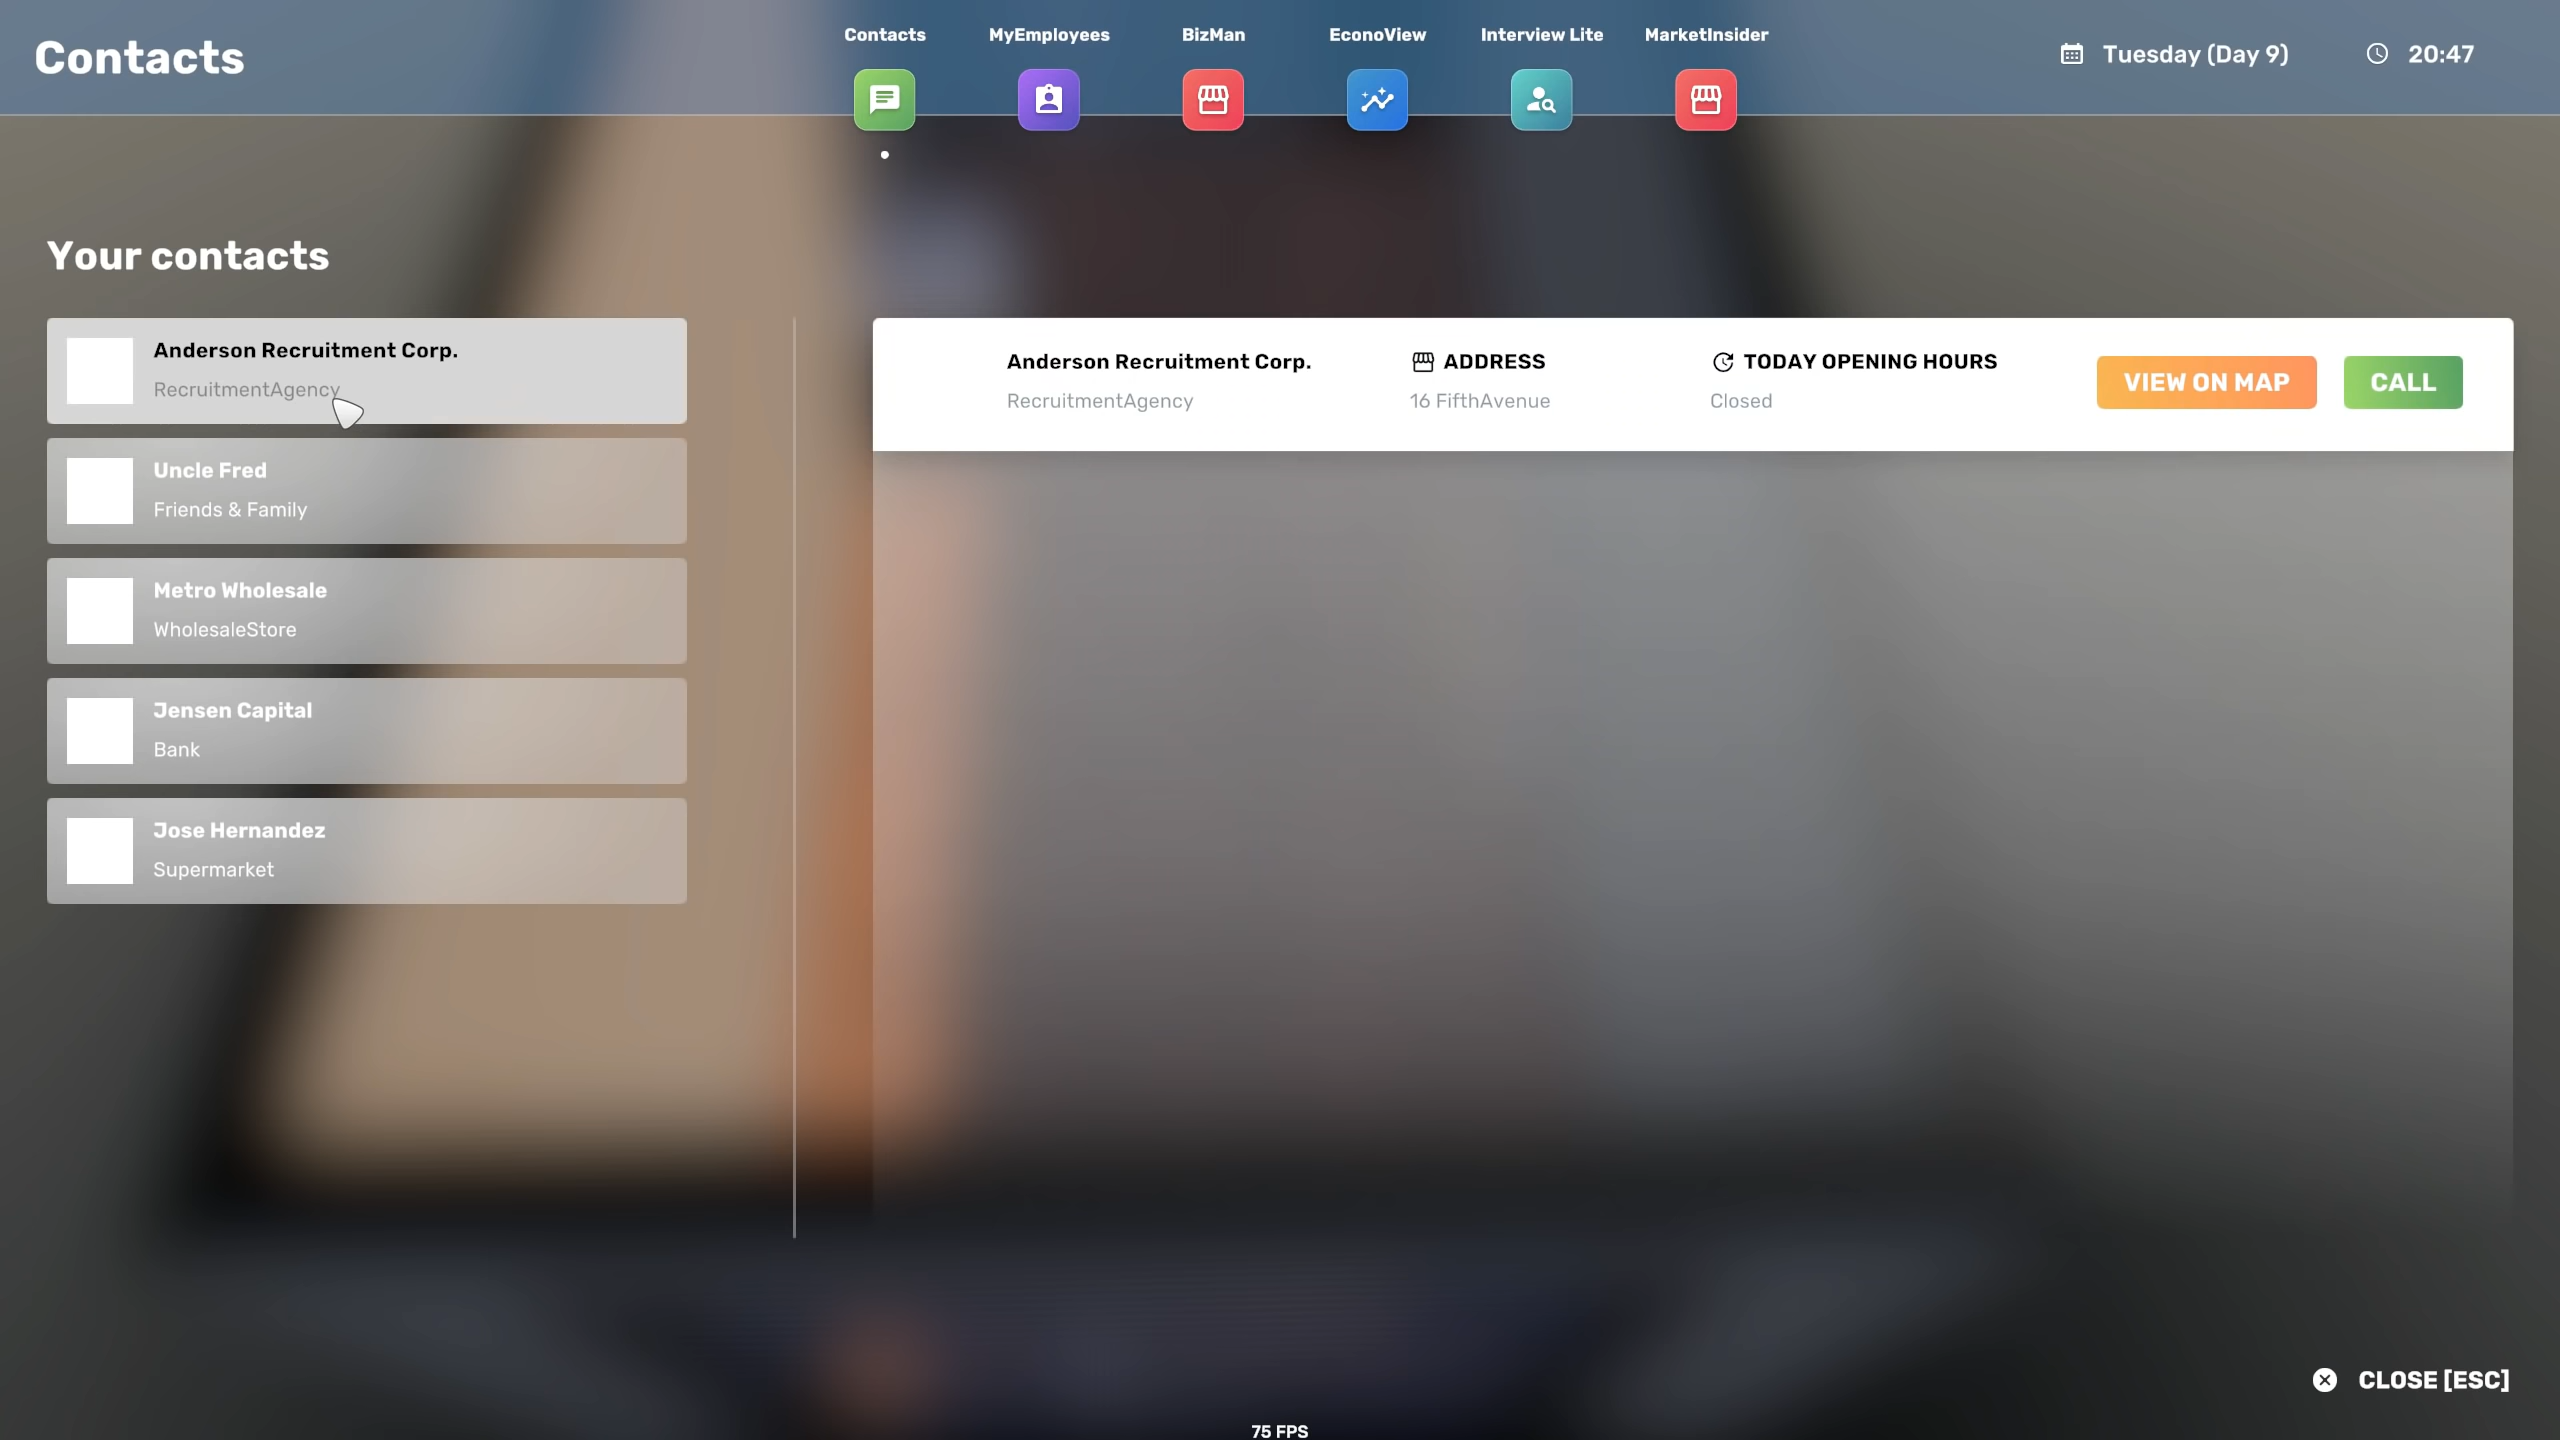 Contacts
Contacts
MyEmployees
BizMan
EconoView
Interview Lite
MarketInsider
Tuesday (Day 9)
20:47
Your contacts
Anderson Recruitment Corp.
RecruitmentAgency
Uncle Fred
Friends & Family
Metro Wholesale
WholesaleStore
Jensen Capital
Bank
Jose Hernandez
Supermarket
Anderson Recruitment Corp.
RecruitmentAgency
ADDRESS
16 FifthAvenue
TODAY OPENING HOURS
Closed
VIEW ON MAP
CALL
CLOSE [ESC]
75 FPS